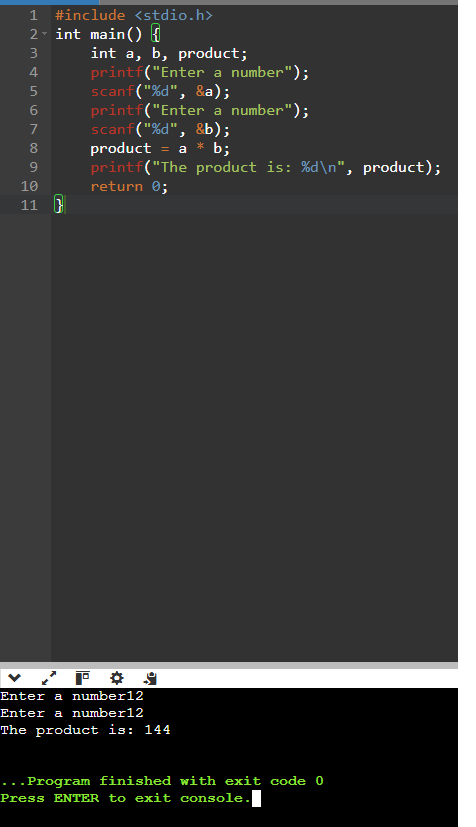 1 #include <stdio.h>
2 int main() {
3 int a, b, product;
4 printf("Enter a number");
5 scanf("%d", &a);
6 printf("Enter a number");
7 scanf("%d", &b);
8 product = a * b;
9 printf("The product is: %d\n", product);
10 return 0;
11 }
Enter a number12
Enter a number12
The product is: 144
...Program finished with exit code 0
Press ENTER to exit console.